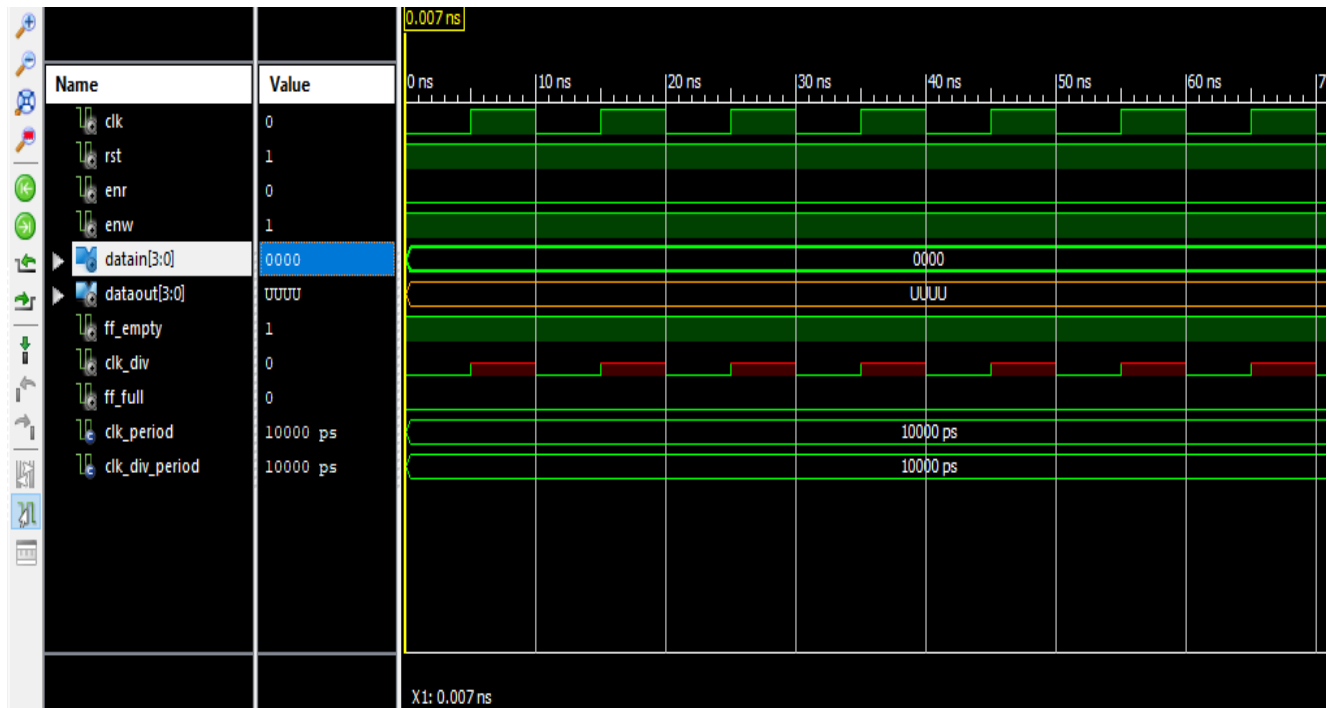 0.007 ns
Name Value 0 ns 10 ns 20 ns 30 ns 40 ns 50 ns 60 ns 7
clk 0
rst 1
enr 0
enw 1
datain[3:0] 0000 0000
dataout[3:0] UUUU UUUU
ff_empty 1
clk_div 0
ff_full 0
clk_period 10000 ps 10000 ps
clk_div_period 10000 ps 10000 ps
X1: 0.007 ns